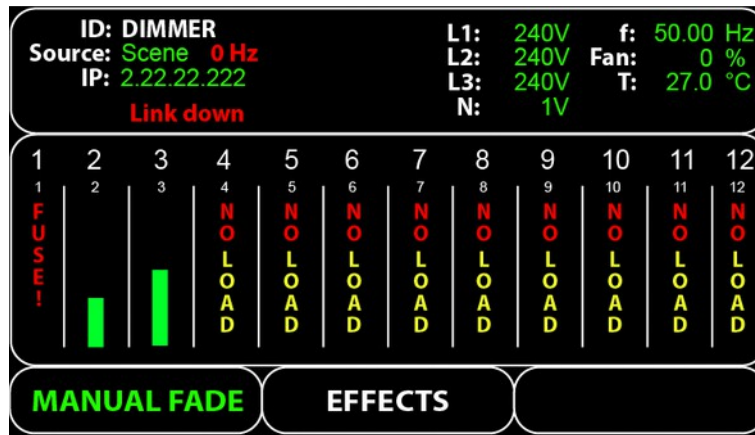 ID: DIMMER
Source: Scene 0 Hz
IP: 2.22.22.222
Link down
L1: 240V f: 50.00 Hz
L2: 240V Fan: 0 %
L3: 240V T: 27.0 °C
N: 1V
1 2 3 4 5 6 7 8 9 10 11 12
1 2 3 4 5 6 7 8 9 10 11 12
FUSE!
NO LOAD
NO LOAD
NO LOAD
NO LOAD
NO LOAD
NO LOAD
NO LOAD
NO LOAD
NO LOAD
MANUAL FADE EFFECTS